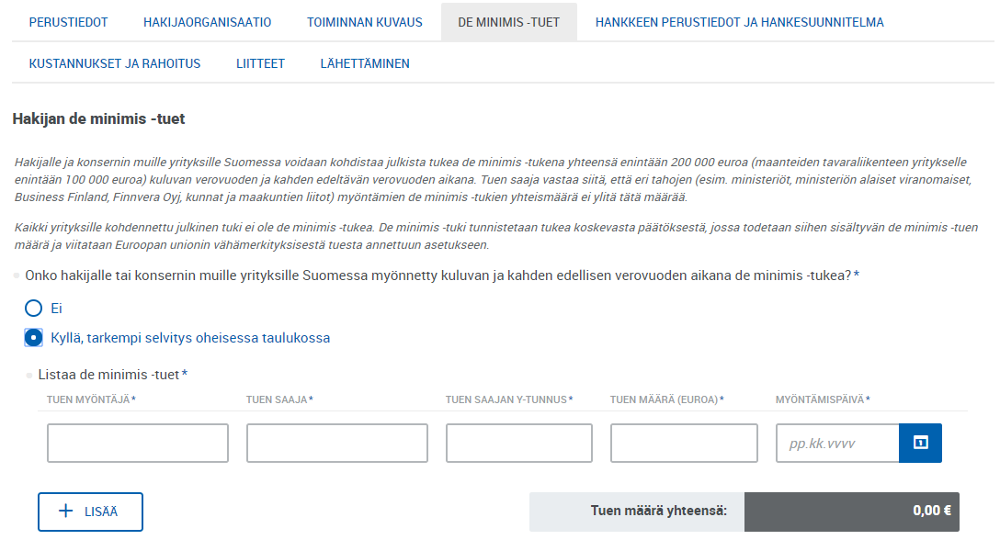 PERUSTIEDOT HAKIJAORGANISAATIO TOIMINNAN KUVAUS DE MINIMIS -TUET HANKKEEN PERUSTIEDOT JA HANKESUUNNITELMA
KUSTANNUKSET JA RAHOITUS LIITTEET LÄHETTÄMINEN
Hakijan de minimis -tuet
Hakijalle ja konsernin muille yrityksille Suomessa voidaan kohdistaa julkista tukea de minimis -tukena yhteensä enintään 200 000 euroa (maanteiden tavaraliikenteen yritykselle
enintään 100 000 euroa) kuluvan verovuoden ja kahden edeltävän verovuoden aikana. Tuen saaja vastaa siitä, että eri tahojen (esim. ministeriöt, ministeriön alaiset viranomaiset,
Business Finland, Finnvera Oyj, kunnat ja maakuntien liitot) myöntämien de minimis -tukien yhteismäärä ei ylitä tätä määrää.
Kaikki yrityksille kohdennettu julkinen tuki ei ole de minimis -tukea. De minimis -tuki tunnistetaan tukea koskevasta päätöksestä, jossa todetaan siihen sisältyvän de minimis -tuen
määrä ja viitataan Euroopan unionin vähämerkityksisestä tuesta annettuun asetukseen.
Onko hakijalle tai konsernin muille yrityksille Suomessa myönnetty kuluvan ja kahden edellisen verovuoden aikana de minimis -tukea?*
Ei
Kyllä, tarkempi selvitys oheisessa taulukossa
Listaa de minimis -tuet*
TUEN MYÖNTÄJÄ* TUEN SAAJA* TUEN SAAJAN Y-TUNNUS* TUEN MÄÄRÄ (EUROA)* MYÖNTÄMISPÄIVÄ*
pp.kk.vvvv 1
+ LISÄÄ Tuen määrä yhteensä: 0,00 €